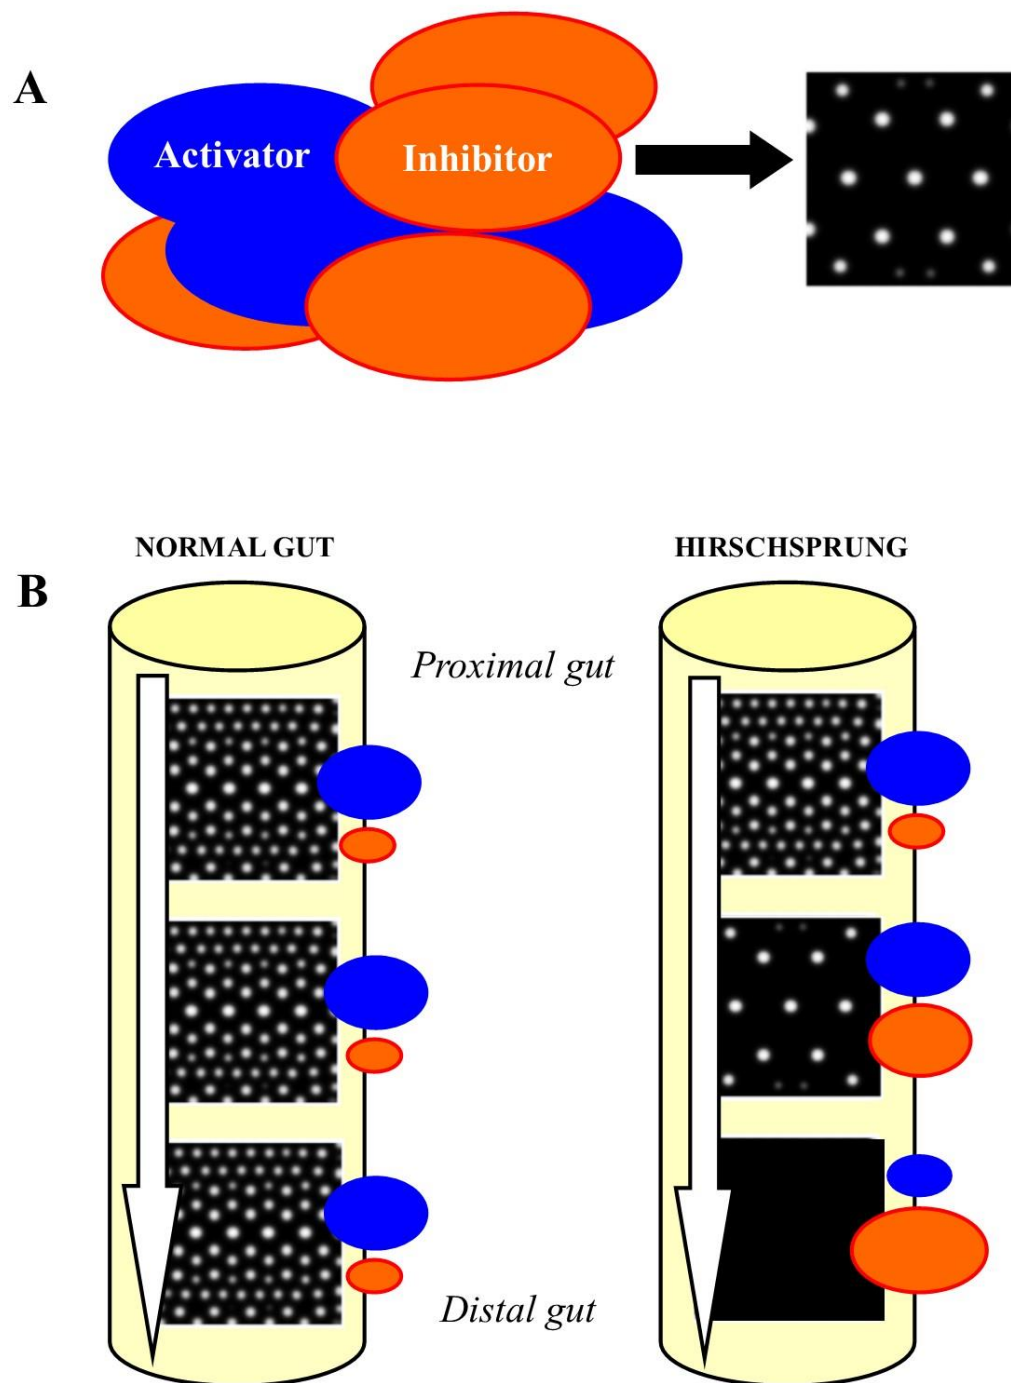 A
Activator
Inhibitor
NORMAL GUT
HIRSCHSPRUNG
B
Proximal gut
Distal gut